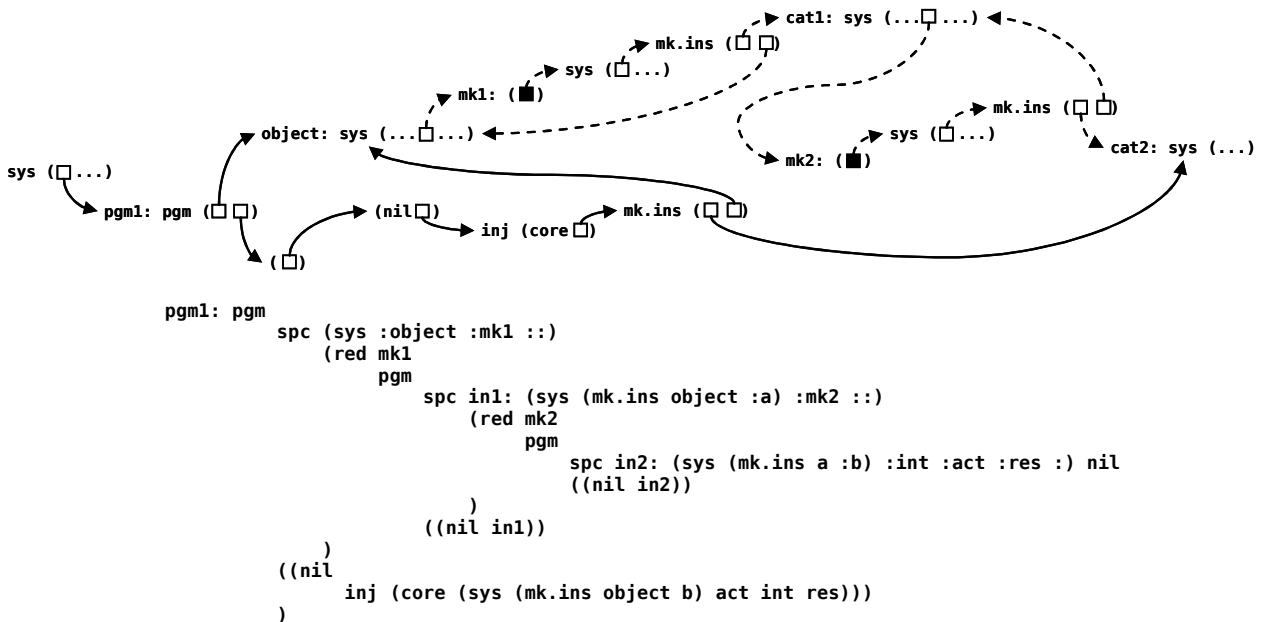 cat1: sys (... ...)
mk.ins ( )
sys ( ...)
mk1: ( )
mk.ins ( )
object: sys (... ...)
sys ( ...)
cat2: sys (...)
mk2: ( )
sys ( ...)
pgm1: pgm ( )
(nil )
mk.ins ( )
inj (core )
( )
pgm1: pgm
spc (sys :object :mk1 ::)
(red mk1
pgm
spc in1: (sys (mk.ins object :a) :mk2 ::)
(red mk2
pgm
spc in2: (sys (mk.ins a :b) :int :act :res :) nil
((nil in2))
)
((nil in1))
)
((nil
inj (core (sys (mk.ins object b) act int res)))
)